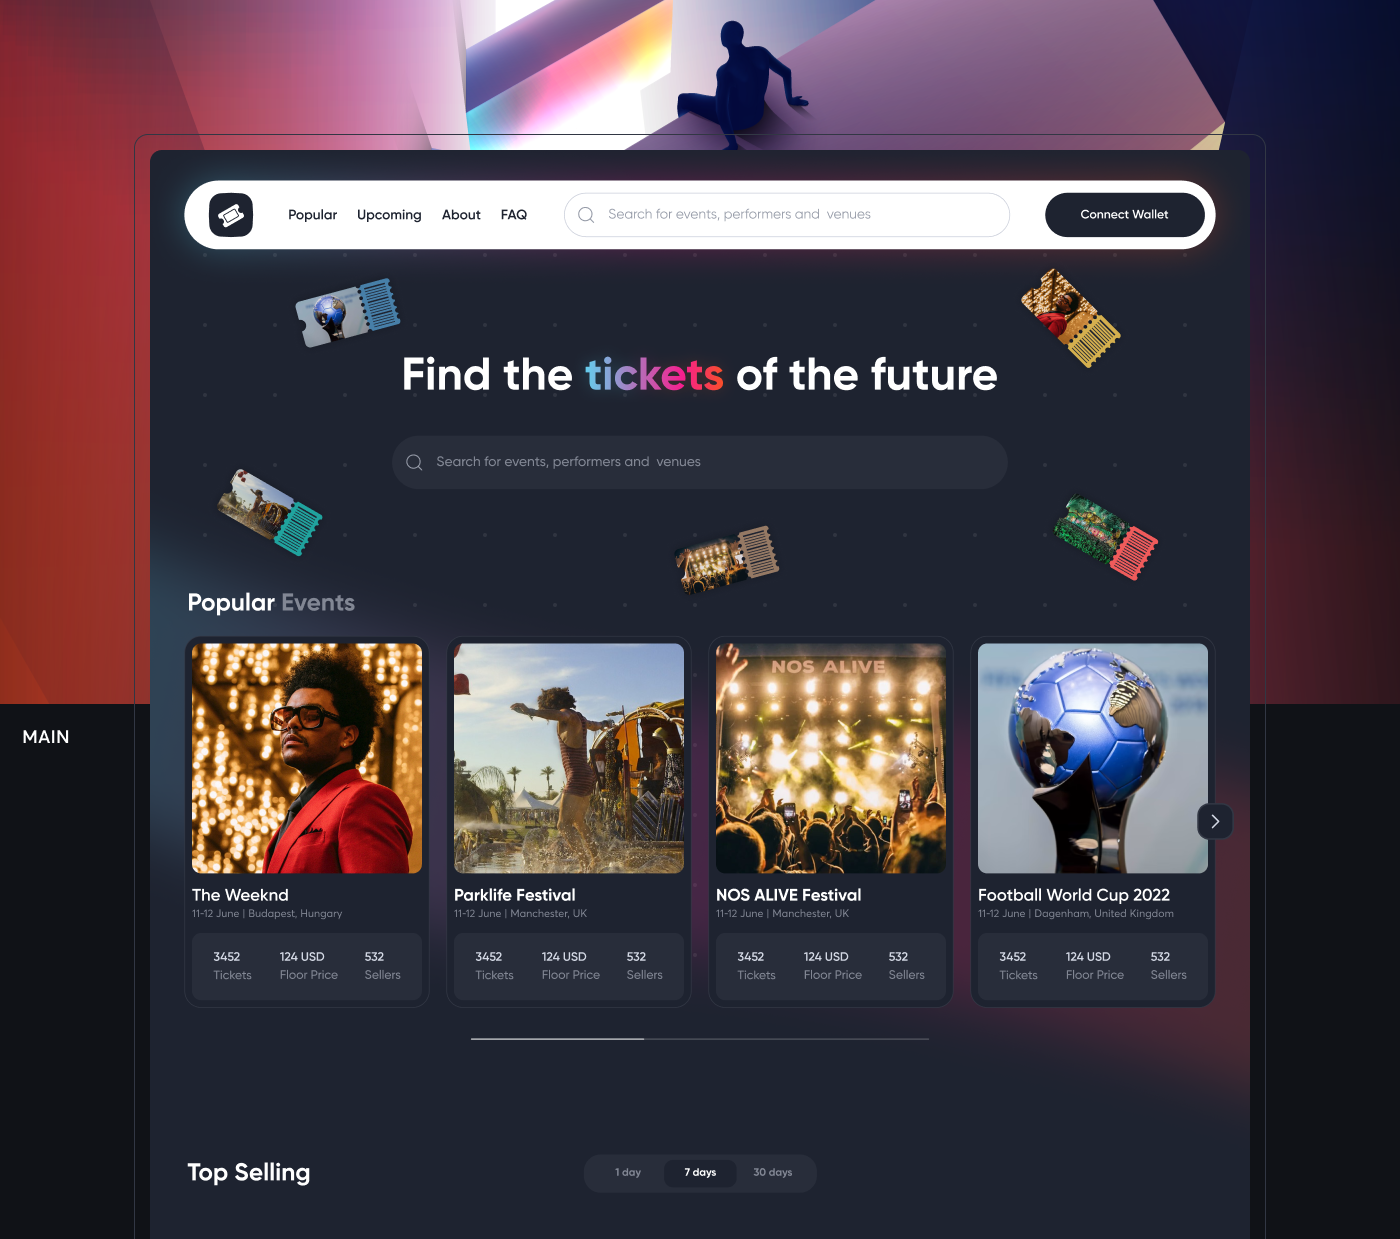 Popular Upcoming About FAQ Search for events, performers and venues Connect Wallet
Find the tickets of the future
Search for events, performers and venues
Popular Events
NOS ALIVE
MAIN
The Weeknd
11-12 June | Budapest, Hungary
3452 124 USD 532
Tickets Floor Price Sellers
Parklife Festival
11-12 June | Manchester, UK
3452 124 USD 532
Tickets Floor Price Sellers
NOS ALIVE Festival
11-12 June | Manchester, UK
3452 124 USD 532
Tickets Floor Price Sellers
Football World Cup 2022
11-12 June | Dagenham, United Kingdom
3452 124 USD 532
Tickets Floor Price Sellers
Top Selling 1 day 7 days 30 days